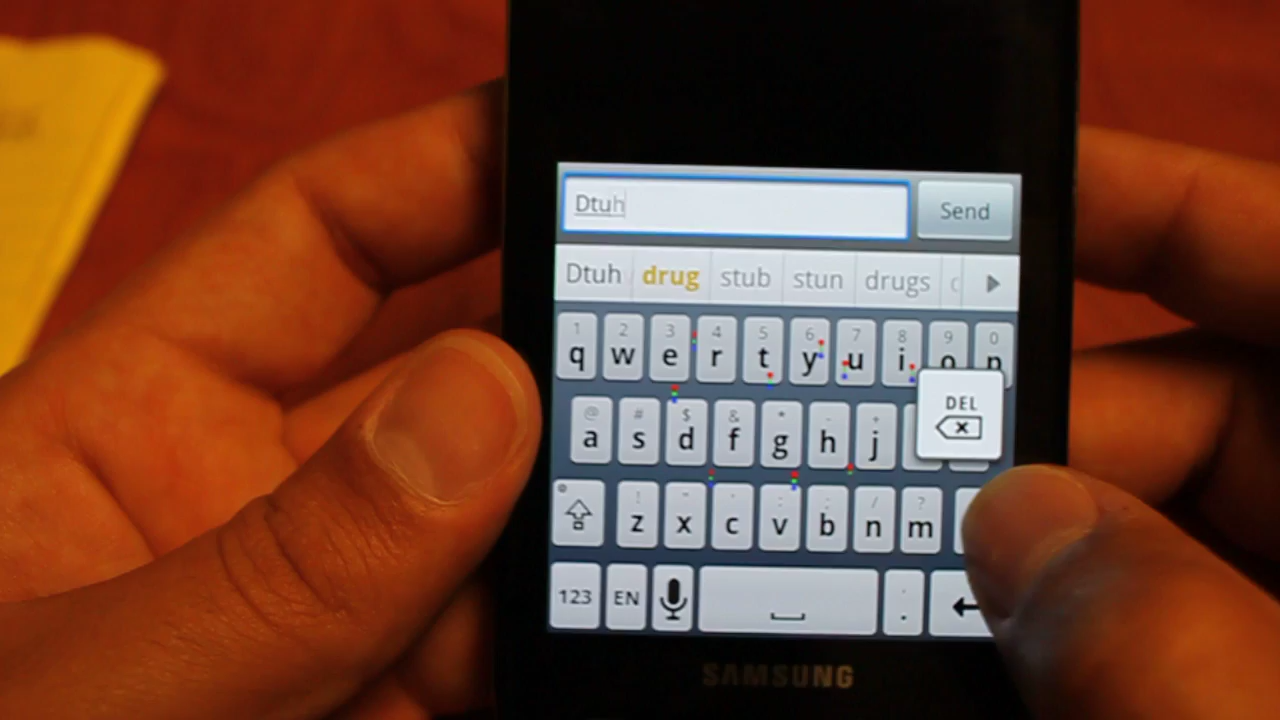 Dtuh Send
Dtuh drug stub stun drugs
1 2 3 4 5 6 7 8 9 0
q w e r t y u i o p
@ # $ & * - +
a s d f g h j
DEL
! " ' : ; / ?
z x c v b n m
123 EN .
SAMSUNG